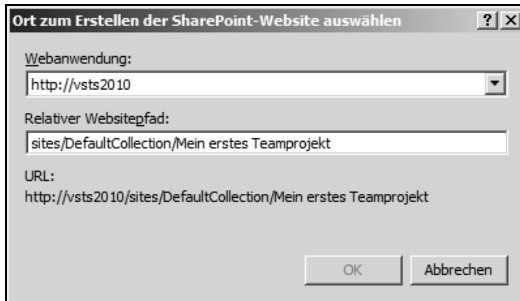 Ort zum Erstellen der SharePoint-Website auswählen
Webanwendung:
http://vsts2010
Relativer Websitepfad:
sites/DefaultCollection/Mein erstes Teamprojekt
URL:
http://vsts2010/sites/DefaultCollection/Mein erstes Teamprojekt
OK Abbrechen